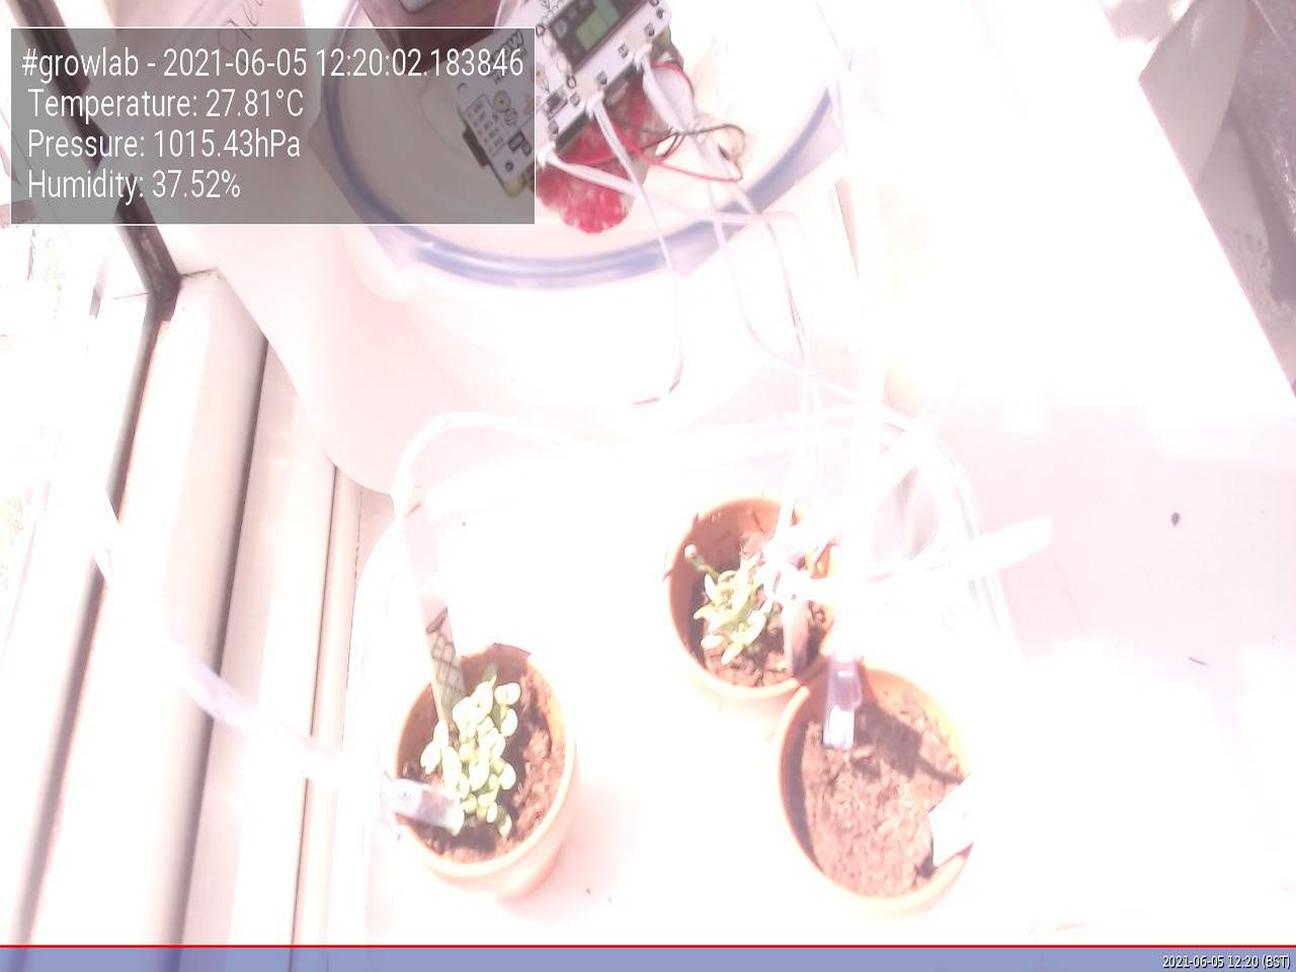 #growlab - 2021-06-05 12:20:02.183846
Temperature: 27.81°C
Pressure: 1015.43hPa
Humidity: 37.52%
2021-06-05 12:20 (BST)